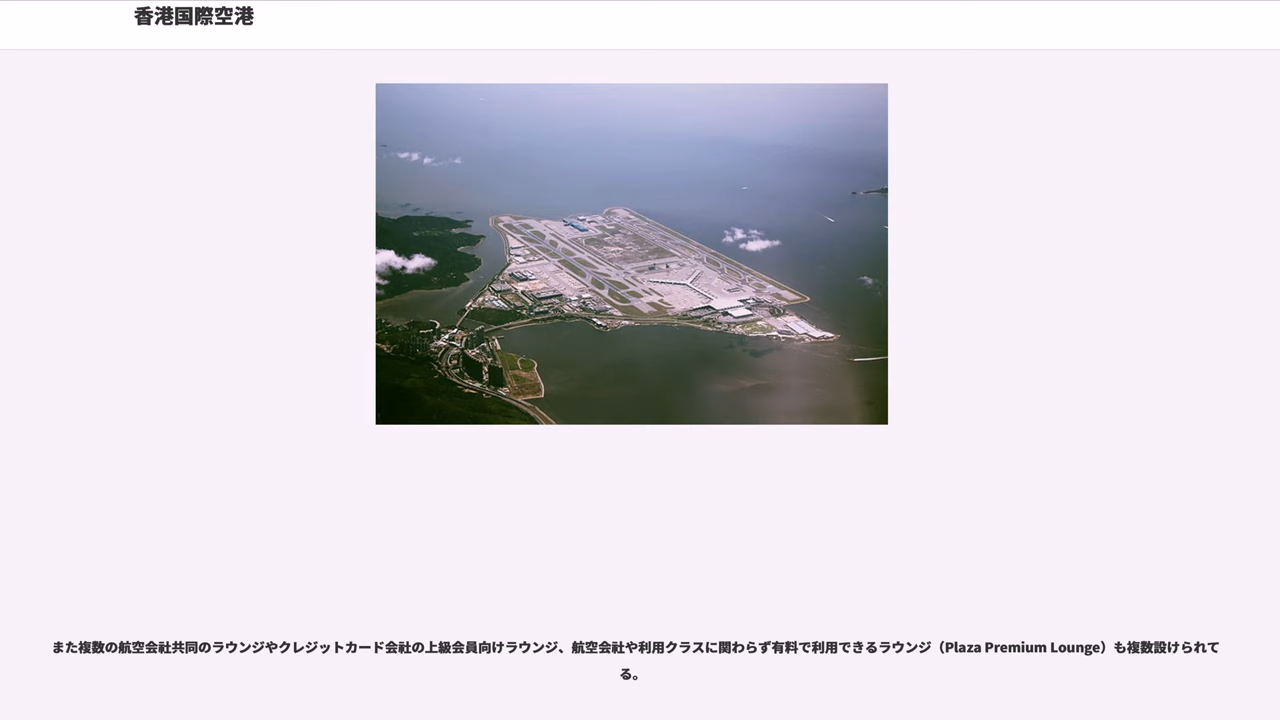 香港国際空港
また複数の航空会社共同のラウンジやクレジットカード会社の上級会員向けラウンジ、航空会社や利用クラスに関わらず有料で利用できるラウンジ（Plaza Premium Lounge）も複数設けられて
る。